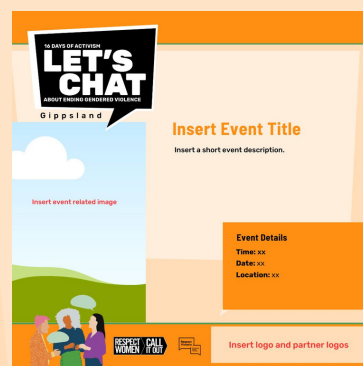 16 DAYS OF ACTIVISM
LET'S
CHAT
ABOUT ENDING GENDERED VIOLENCE
Gippsland
Insert Event Title
Insert a short event description.
Insert event related image
Event Details
Time: xx
Date: xx
Location: xx
RESPECT
WOMEN
CALL
IT OUT
Insert logo and partner logos